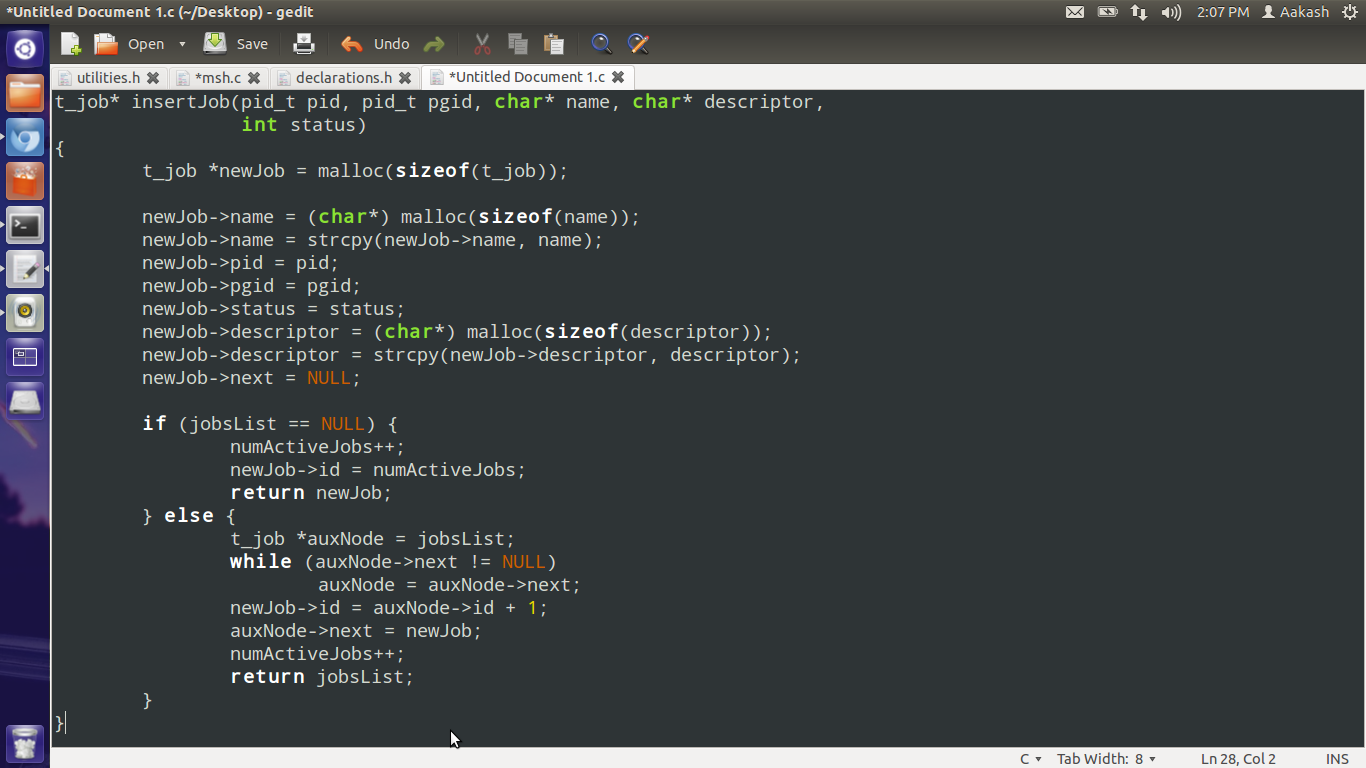 *Untitled Document 1.c (~/Desktop) - gedit
2:07 PM Aakash
Open Save Undo
utilities.h *msh.c declarations.h *Untitled Document 1.c
t_job* insertJob(pid_t pid, pid_t pgid, char* name, char* descriptor,
int status)
{
t_job *newJob = malloc(sizeof(t_job));
newJob->name = (char*) malloc(sizeof(name));
newJob->name = strcpy(newJob->name, name);
newJob->pid = pid;
newJob->pgid = pgid;
newJob->status = status;
newJob->descriptor = (char*) malloc(sizeof(descriptor));
newJob->descriptor = strcpy(newJob->descriptor, descriptor);
newJob->next = NULL;
if (jobsList == NULL) {
numActiveJobs++;
newJob->id = numActiveJobs;
return newJob;
} else {
t_job *auxNode = jobsList;
while (auxNode->next != NULL)
auxNode = auxNode->next;
newJob->id = auxNode->id + 1;
auxNode->next = newJob;
numActiveJobs++;
return jobsList;
}
}
C Tab Width: 8 Ln 28, Col 2 INS